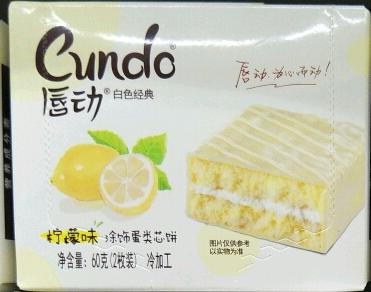 Cundo®
唇动®白色经典
唇动,为心而动!
柠檬味 涂饰蛋类芯饼
净含量: 60克(2枚装) 冷加工
图片仅供参考
以实物为准